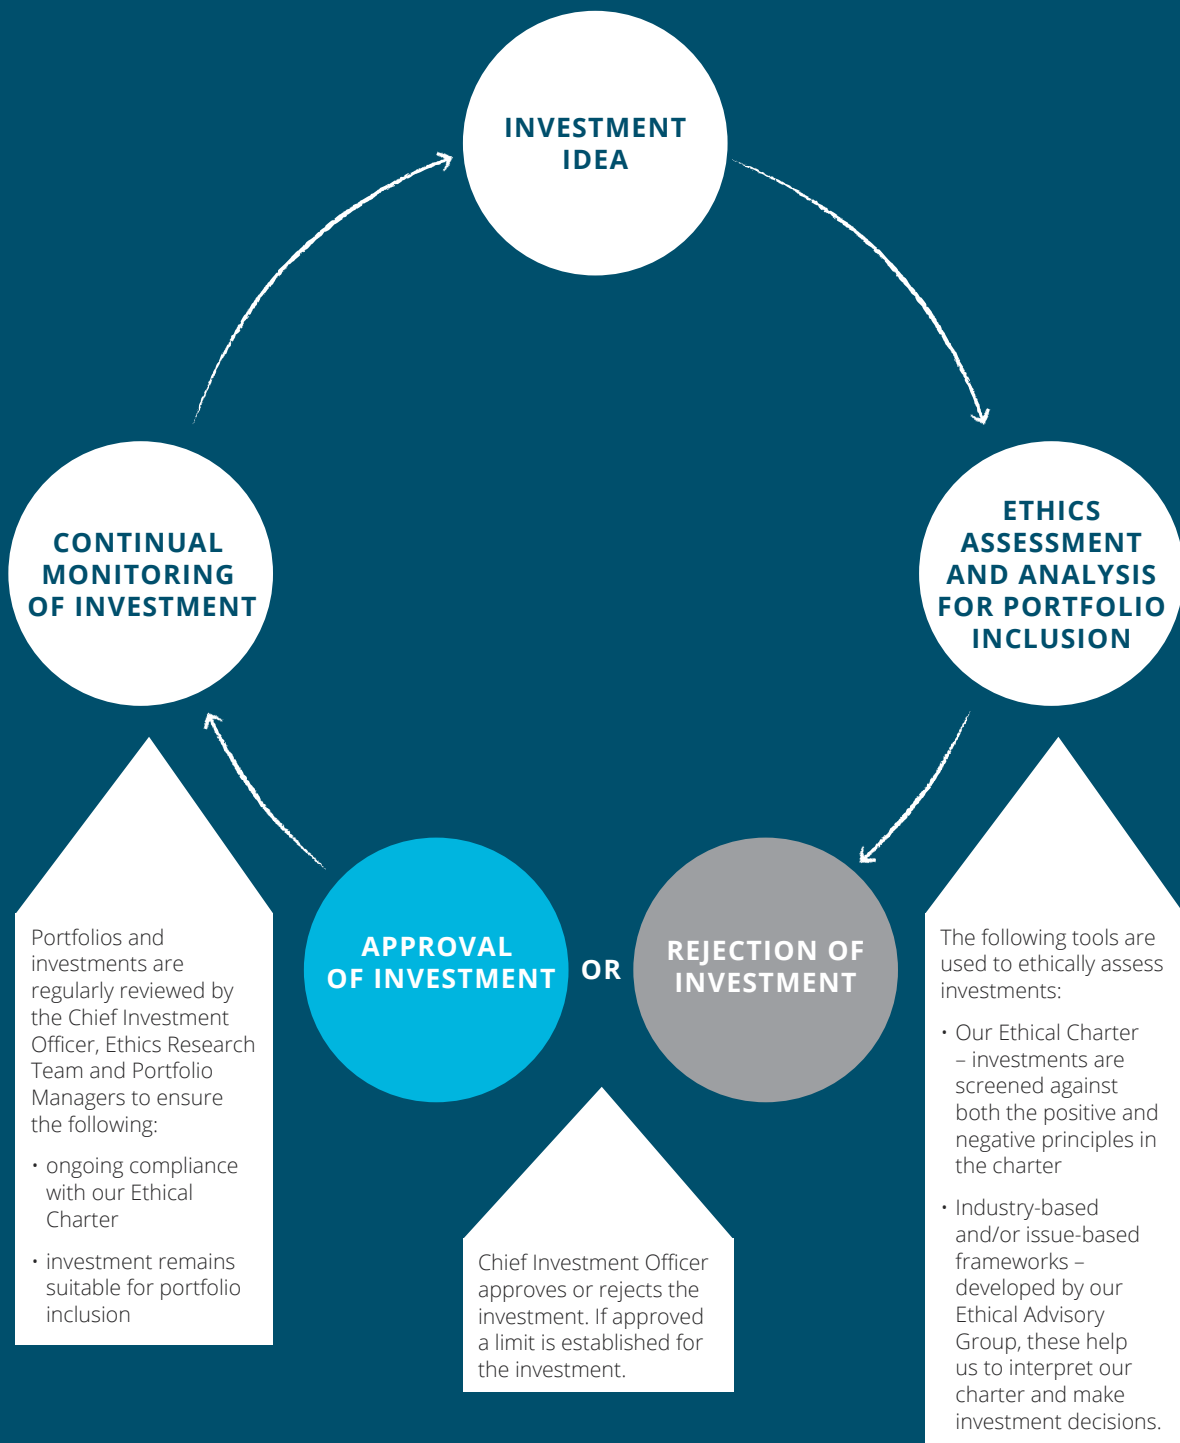 INVESTMENT
IDEA
ETHICS
ASSESSMENT
AND ANALYSIS
FOR PORTFOLIO
INCLUSION
CONTINUAL
MONITORING
OF INVESTMENT
APPROVAL
OF INVESTMENT
OR
REJECTION OF
INVESTMENT
Portfolios and
investments are
regularly reviewed by
the Chief Investment
Officer, Ethics Research
Team and Portfolio
Managers to ensure
the following:
• ongoing compliance
with our Ethical
Charter
• investment remains
suitable for portfolio
inclusion
Chief Investment Officer
approves or rejects the
investment. If approved
a limit is established for
the investment.
The following tools are
used to ethically assess
investments:
• Our Ethical Charter
– investments are
screened against
both the positive and
negative principles in
the charter
• Industry-based
and/or issue-based
frameworks –
developed by our
Ethical Advisory
Group, these help
us to interpret our
charter and make
investment decisions.